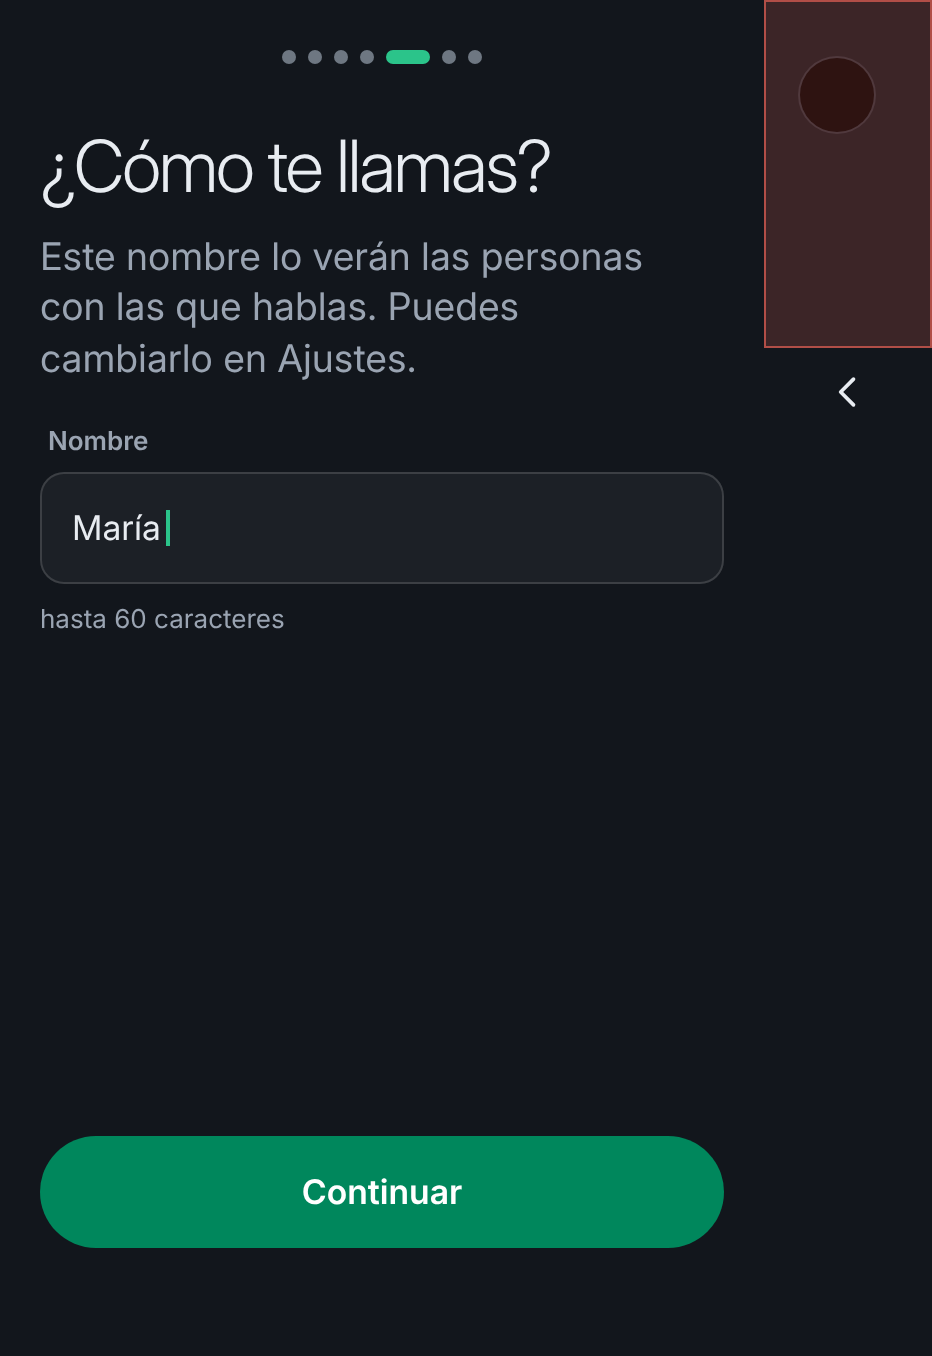 ¿Cómo te llamas?
Este nombre lo verán las personas
con las que hablas. Puedes
cambiarlo en Ajustes.
Nombre
María
hasta 60 caracteres
Continuar